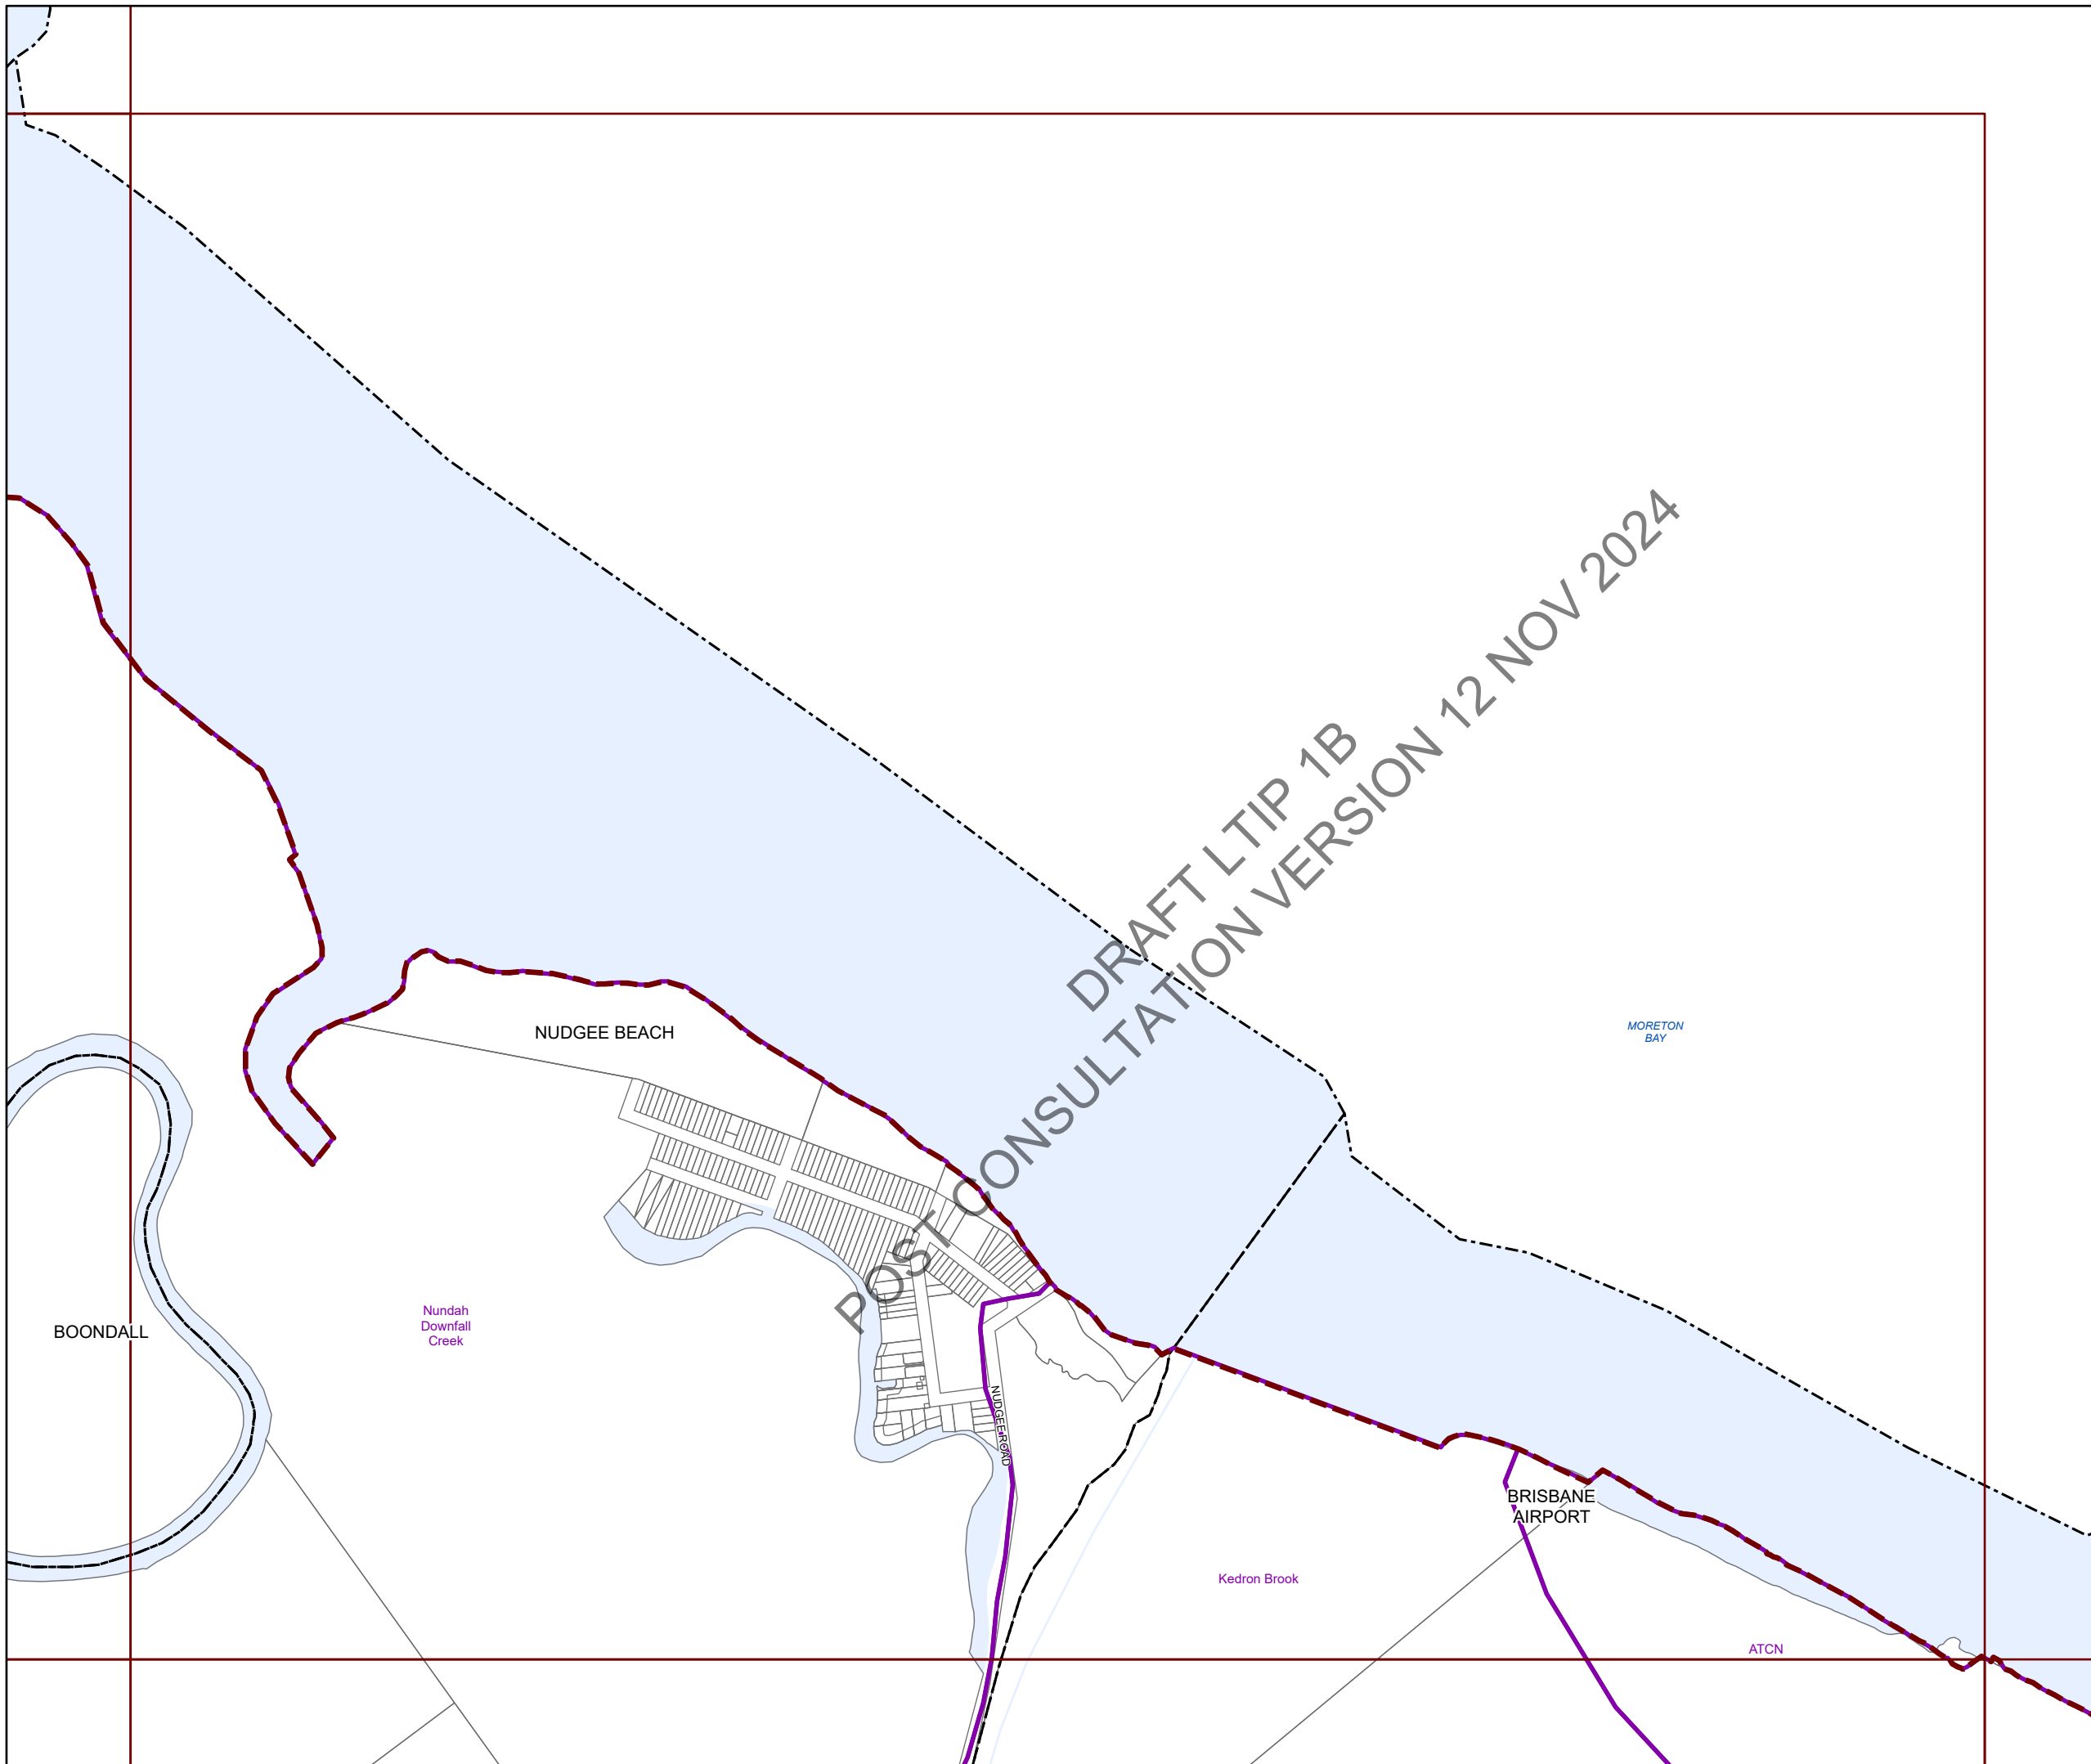 DRAFT LTIP 1B
POST CONSULTATION VERSION 12 NOV 2024
MORETON
BAY
NUDGEE BEACH
Nundah
Downfall
Creek
BOONDALL
NUDGEE ROAD
BRISBANE
AIRPORT
Kedron Brook
ATCN